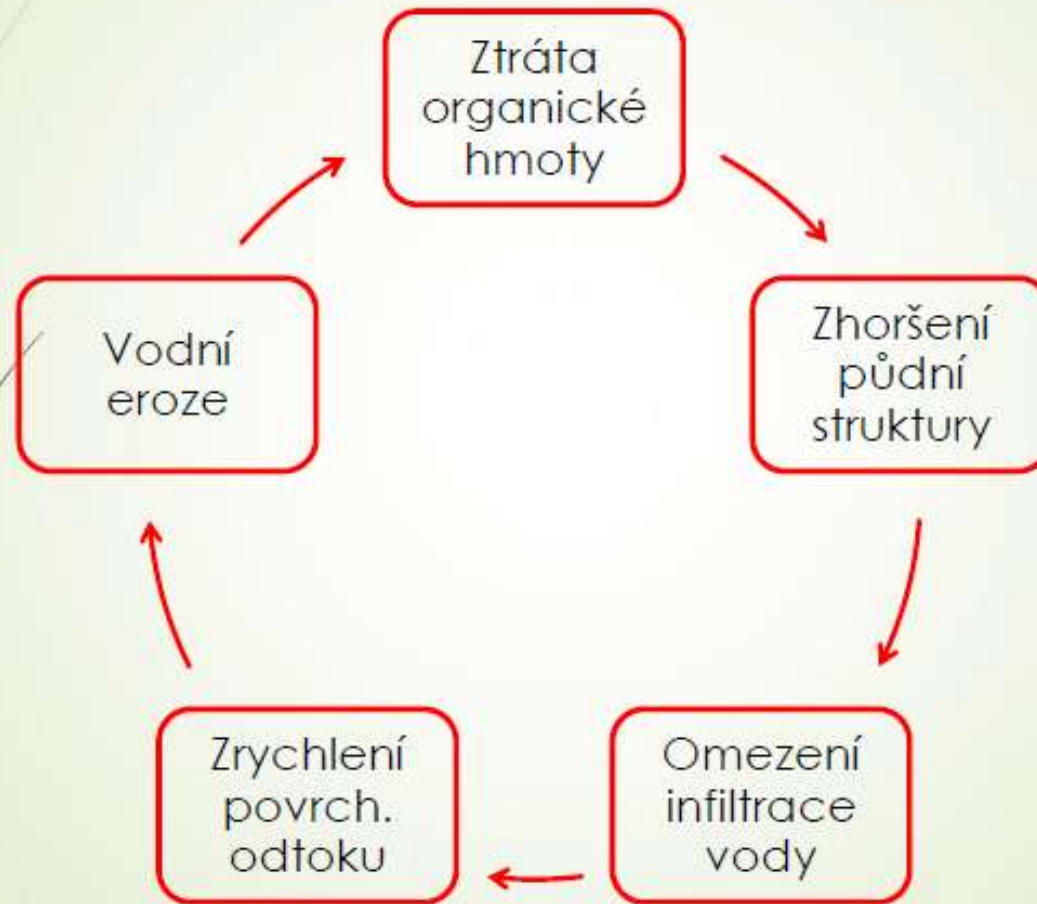 Ztráta
organické
hmoty
Zhoršení
půdní
struktury
Omezení
infiltrace
vody
Zrychlení
povrch.
odtoku
Vodní
eroze